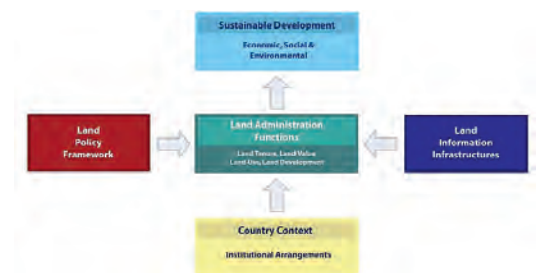 Sustainable Development
Economic, Social &
Environmental
Land
Policy
Framework
Land Administration
Functions
Land Tenure, Land Value
Land-Use, Land Development
Land
Information
Infrastructures
Country Context
Institutional Arrangements